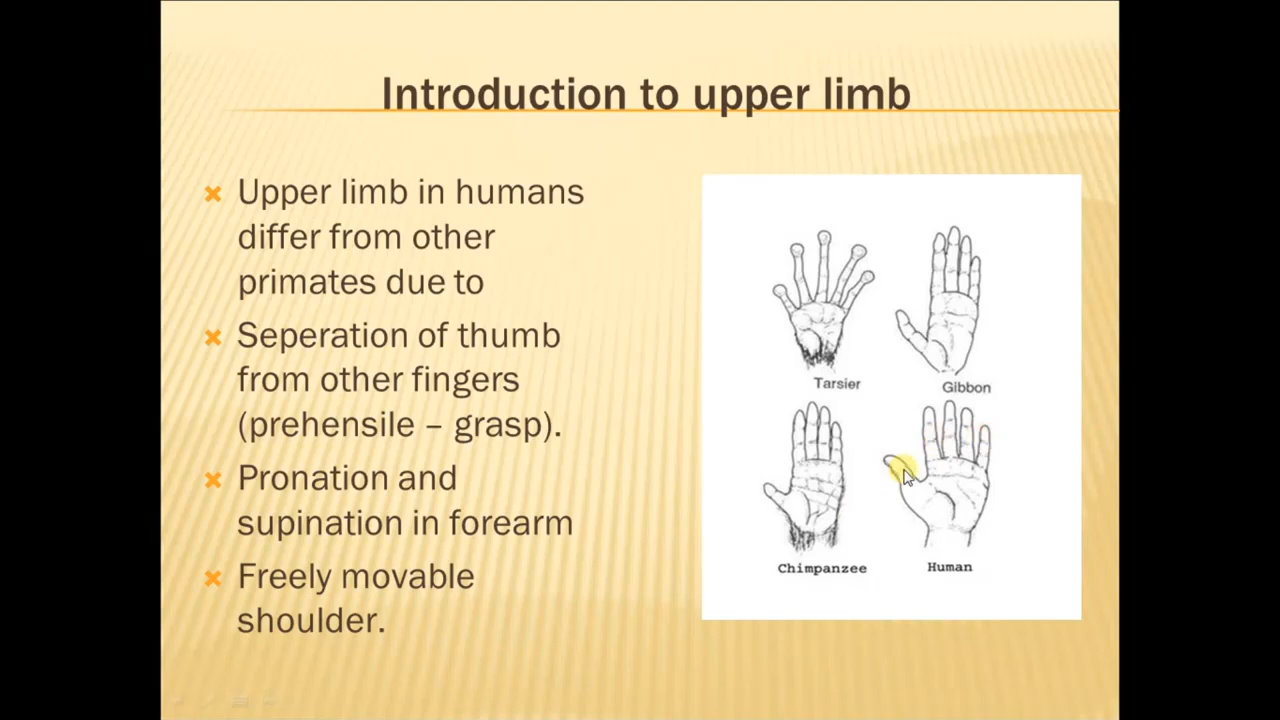 Introduction to upper limb
Upper limb in humans
differ from other
primates due to
Seperation of thumb
from other fingers
(prehensile – grasp).
Pronation and
supination in forearm
Freely movable
shoulder.
Tarsier
Gibbon
Chimpanzee
Human